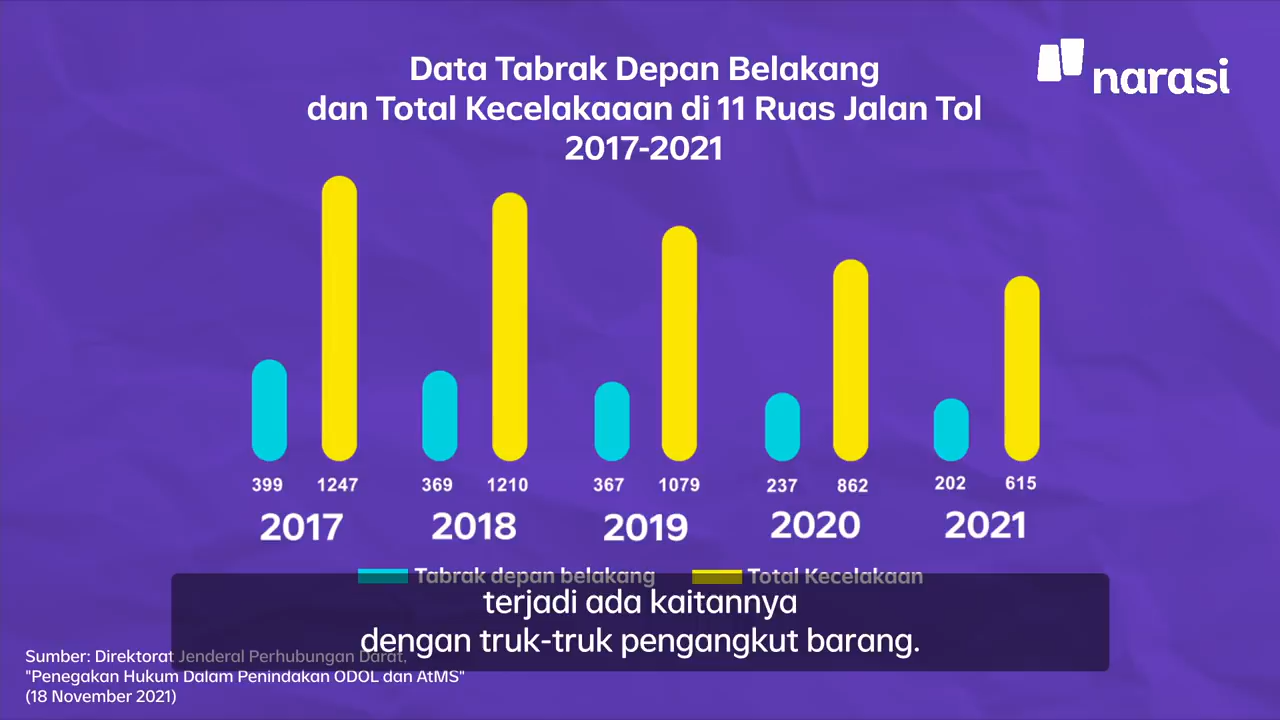 Data Tabrak Depan Belakang
dan Total Kecelakaaan di 11 Ruas Jalan Tol
2017-2021
narasi
399 1247 369 1210 367 1079 237 862 202 615
2017 2018 2019 2020 2021
Tabrak depan belakang Total Kecelakaan
terjadi ada kaitannya
dengan truk-truk pengangkut barang.
Sumber: Direktorat Jenderal Perhubungan Darat,
"Penegakan Hukum Dalam Penindakan ODOL dan AtMS"
(18 November 2021)